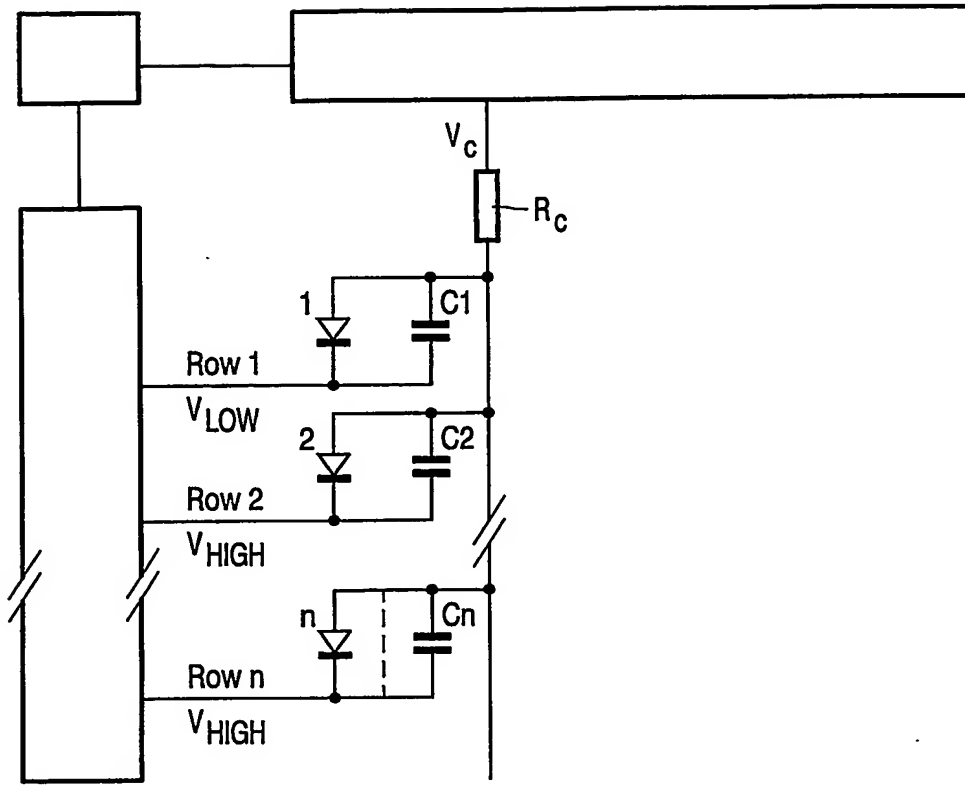 V_C
R_C
1
C1
Row 1
V_LOW
2
C2
Row 2
V_HIGH
n
Cn
Row n
V_HIGH